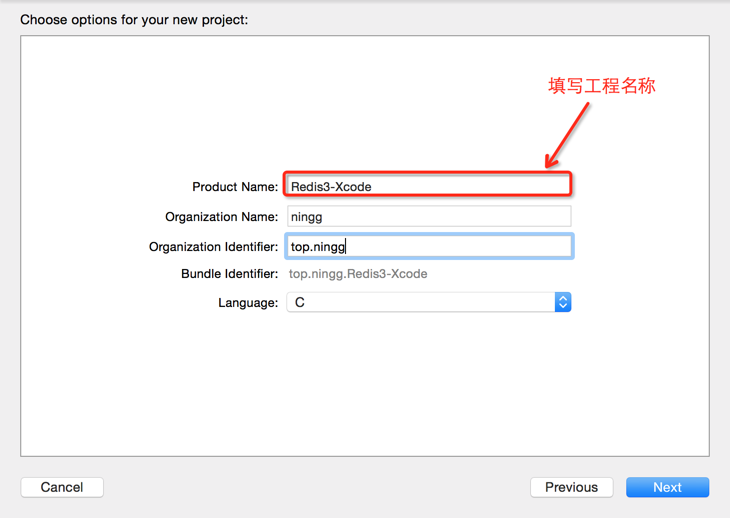 Choose options for your new project:
填写工程名称
Product Name: Redis3-Xcode
Organization Name: ningg
Organization Identifier: top.ningg
Bundle Identifier: top.ningg.Redis3-Xcode
Language: C
Cancel
Previous
Next